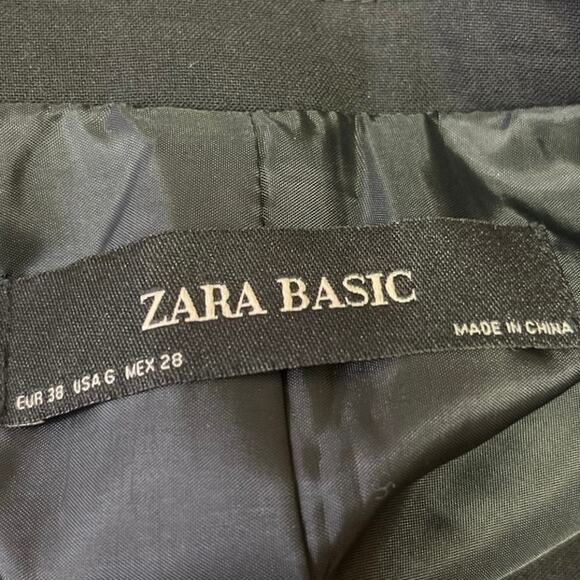 ZARA BASIC
MADE IN CHINA
EUR 38 USA 6 MEX 28